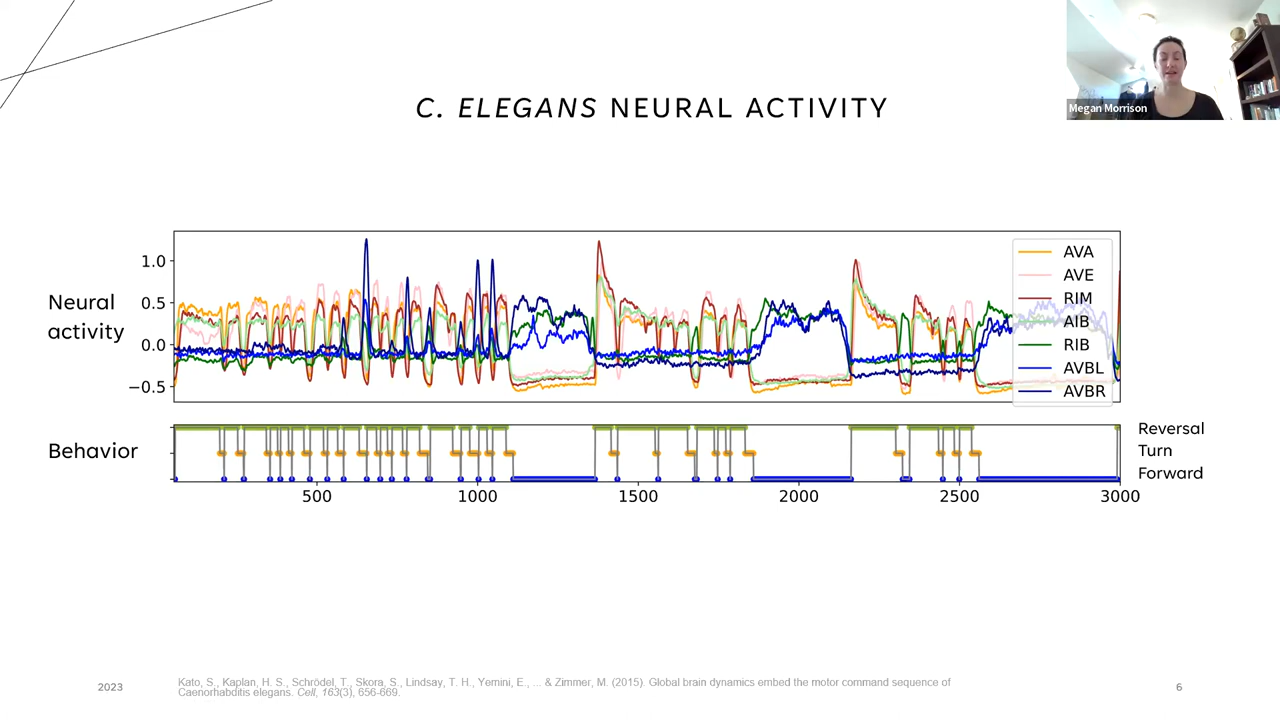 Megan Morrison
C. ELEGANS NEURAL ACTIVITY
Neural
activity
1.0
0.5
0.0
−0.5
AVA
AVE
RIM
AIB
RIB
AVBL
AVBR
Behavior
Reversal
Turn
Forward
500 1000 1500 2000 2500 3000
2023
Kato, S., Kaplan, H. S., Schrödel, T., Skora, S., Lindsay, T. H., Yemini, E., ... & Zimmer, M. (2015). Global brain dynamics embed the motor command sequence of
Caenorhabditis elegans. Cell, 163(3), 656-669.
6